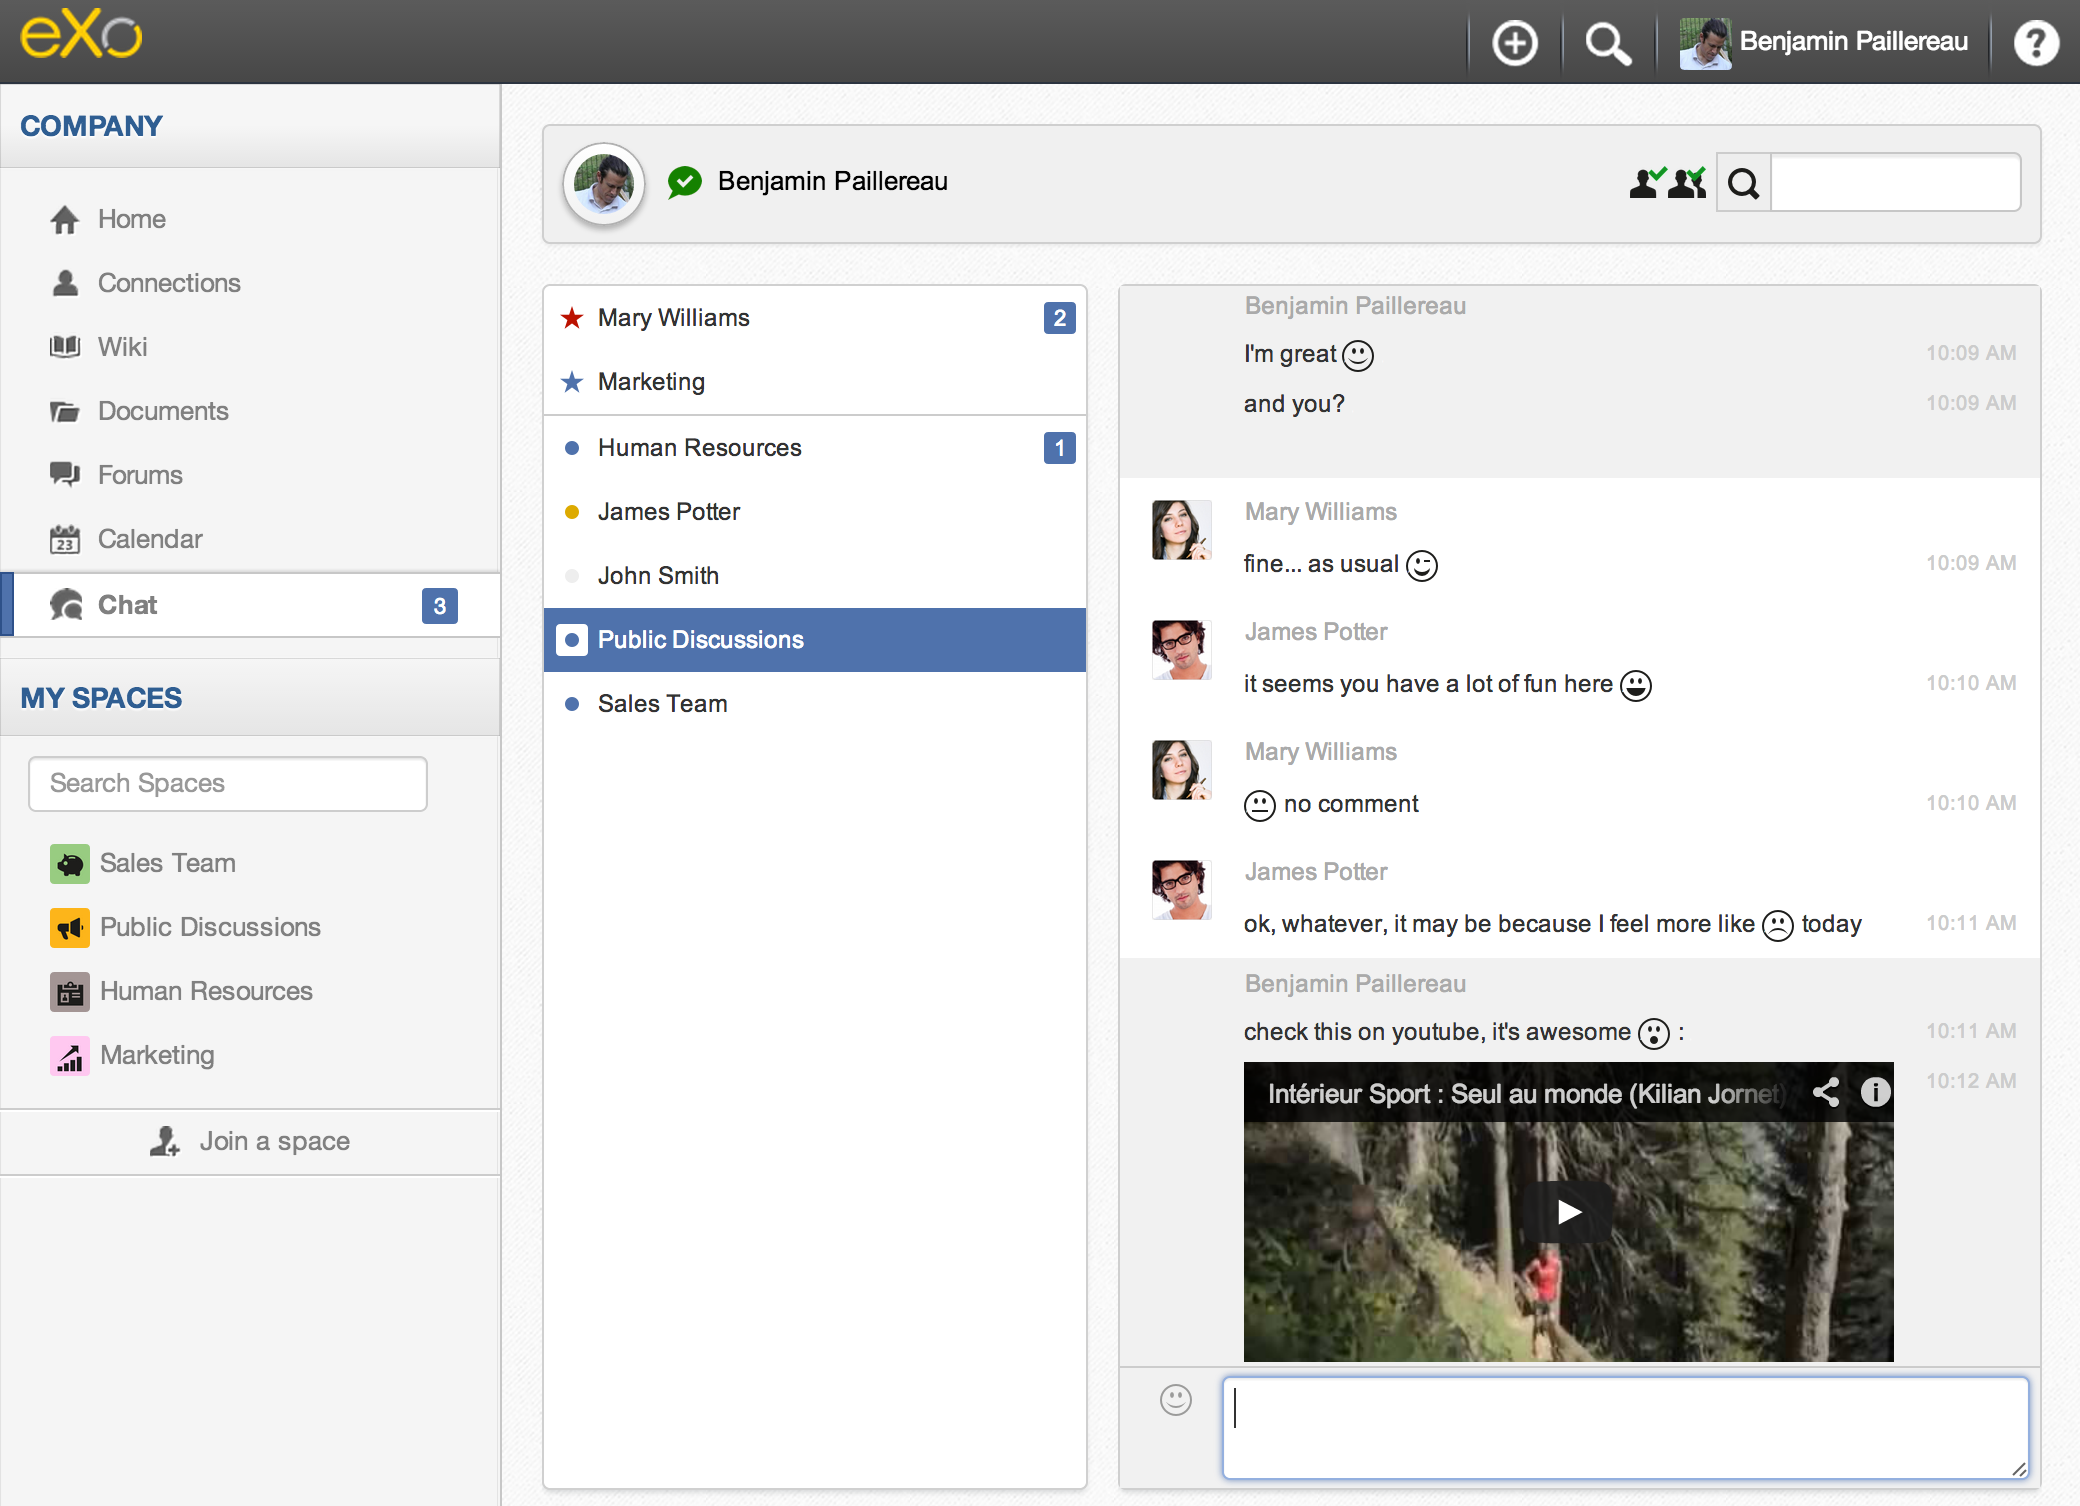 eXo
Benjamin Paillereau
COMPANY
Home
Connections
Wiki
Documents
Forums
23
Calendar
Chat
3
MY SPACES
Search Spaces
Sales Team
Public Discussions
Human Resources
Marketing
Join a space
Benjamin Paillereau
Mary Williams
2
Marketing
Human Resources
1
James Potter
John Smith
Public Discussions
Sales Team
Benjamin Paillereau
I'm great
10:09 AM
and you?
10:09 AM
Mary Williams
fine... as usual
10:09 AM
James Potter
it seems you have a lot of fun here
10:10 AM
Mary Williams
no comment
10:10 AM
James Potter
ok, whatever, it may be because I feel more like today
10:11 AM
Benjamin Paillereau
check this on youtube, it's awesome :
10:11 AM
Intérieur Sport : Seul au monde (Kilian Jornet)
10:12 AM